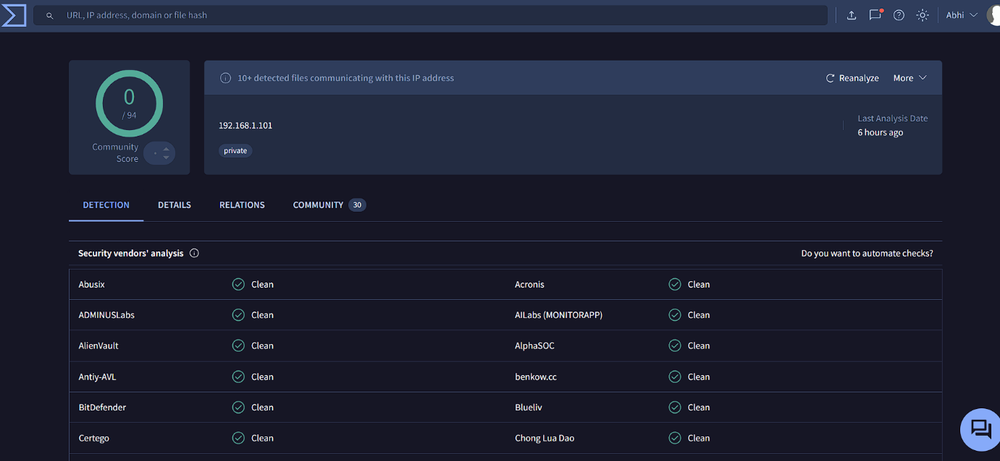 URL, IP address, domain or file hash
Abhi
0
/ 94
Community
Score
10+ detected files communicating with this IP address
Reanalyze
More
192.168.1.101
private
Last Analysis Date
6 hours ago
DETECTION
DETAILS
RELATIONS
COMMUNITY 30
Security vendors' analysis
Do you want to automate checks?
Abusix Clean Acronis Clean
ADMINUSLabs Clean AILabs (MONITORAPP) Clean
AlienVault Clean AlphaSOC Clean
Antiy-AVL Clean benkow.cc Clean
BitDefender Clean Blueliv Clean
Certego Clean Chong Lua Dao Clean